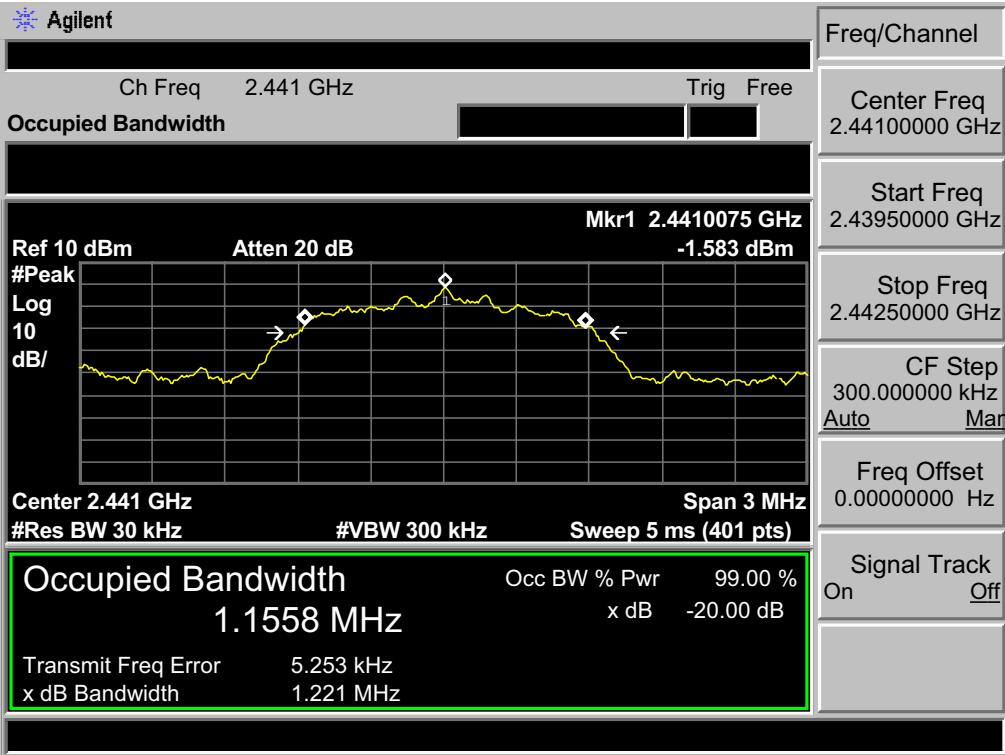 Agilent
Freq/Channel
Ch Freq 2.441 GHz Trig Free
Occupied Bandwidth
Center Freq
2.44100000 GHz
Start Freq
2.43950000 GHz
Stop Freq
2.44250000 GHz
CF Step
300.000000 kHz
Auto Mar
Freq Offset
0.00000000 Hz
Signal Track
On Off
Mkr1 2.4410075 GHz
Ref 10 dBm Atten 20 dB -1.583 dBm
#Peak
Log
10
dB/
1
Center 2.441 GHz Span 3 MHz
#Res BW 30 kHz #VBW 300 kHz Sweep 5 ms (401 pts)
Occupied Bandwidth
1.1558 MHz
Occ BW % Pwr 99.00 %
x dB -20.00 dB
Transmit Freq Error 5.253 kHz
x dB Bandwidth 1.221 MHz